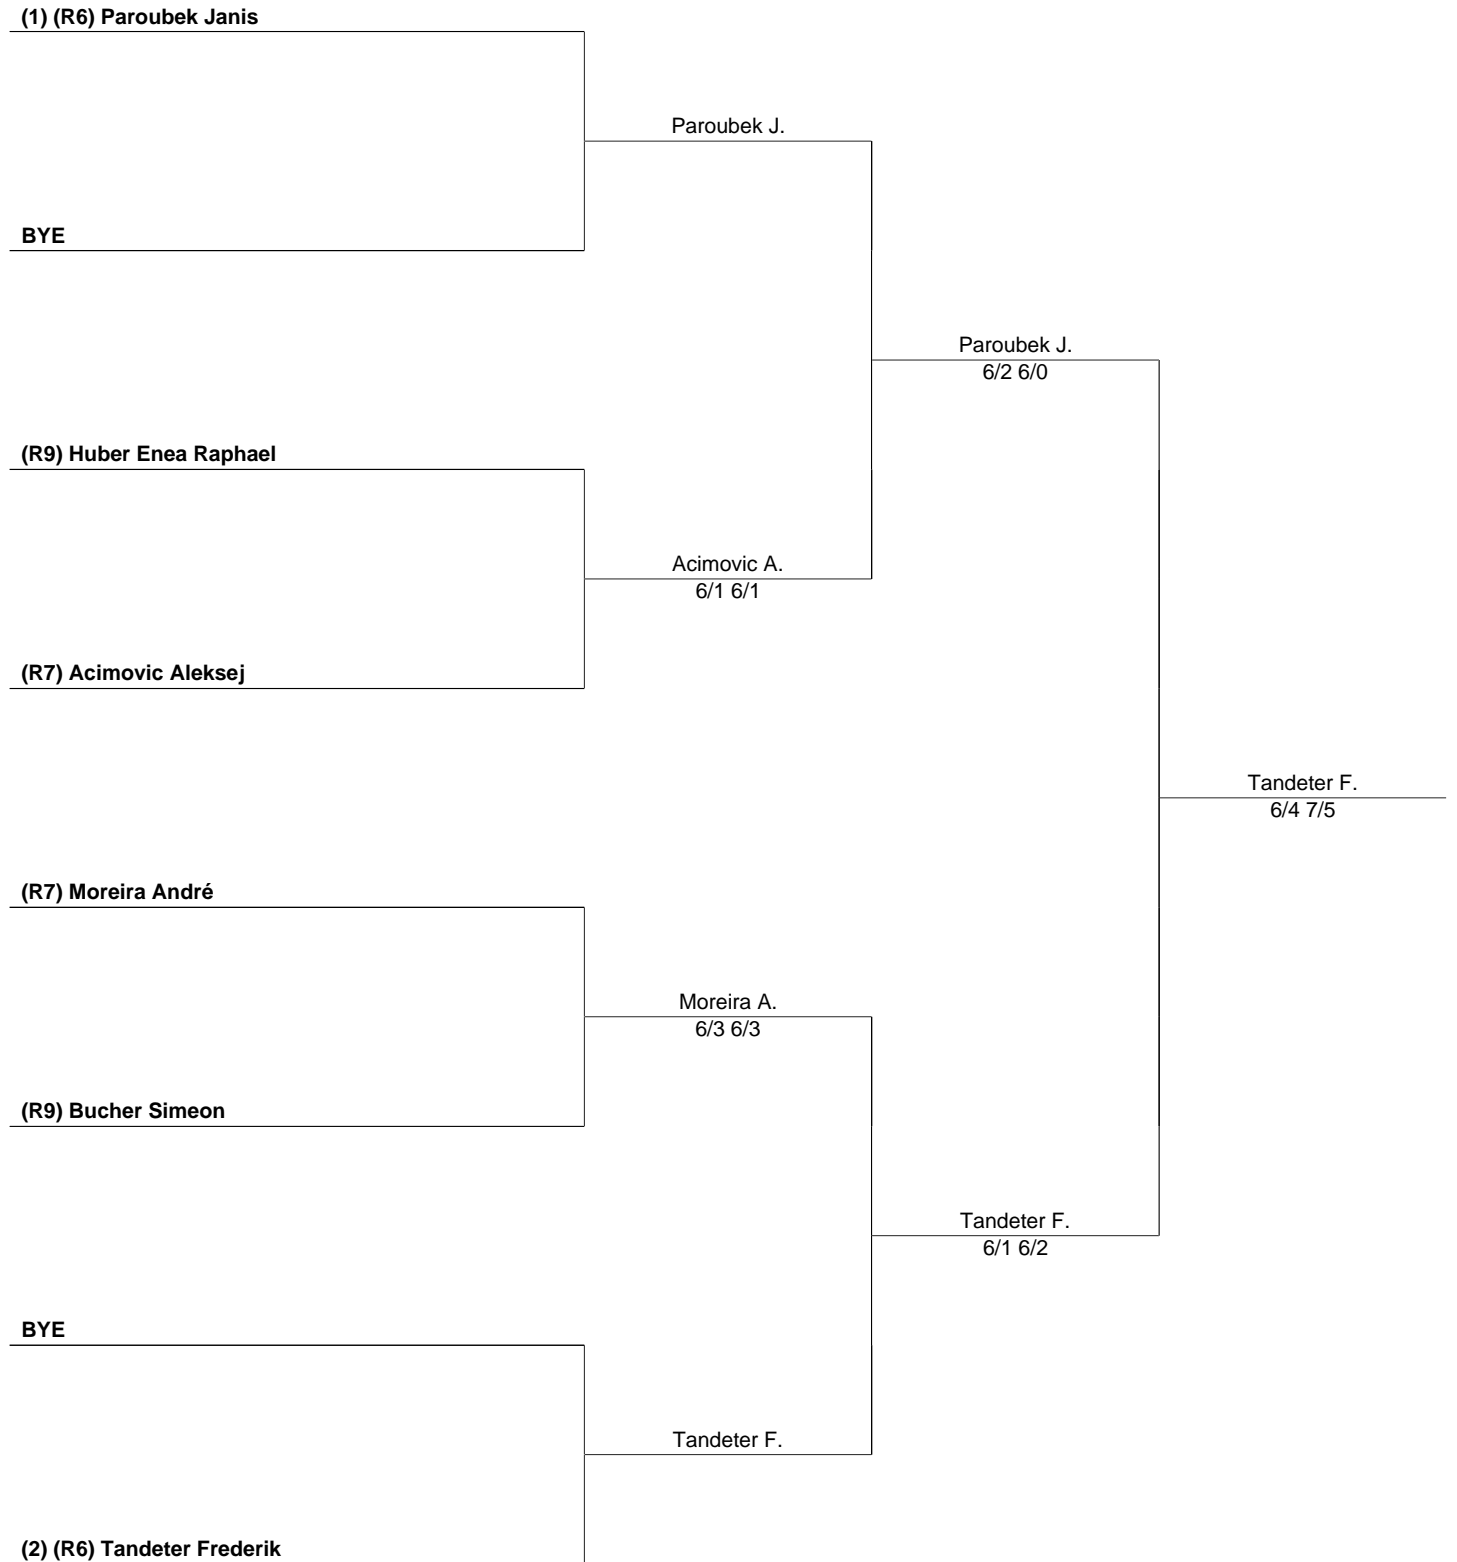 (1) (R6) Paroubek Janis
Paroubek J.
BYE
Paroubek J.
6/2 6/0
(R9) Huber Enea Raphael
Acimovic A.
6/1 6/1
(R7) Acimovic Aleksej
Tandeter F.
6/4 7/5
(R7) Moreira André
Moreira A.
6/3 6/3
(R9) Bucher Simeon
Tandeter F.
6/1 6/2
BYE
Tandeter F.
(2) (R6) Tandeter Frederik